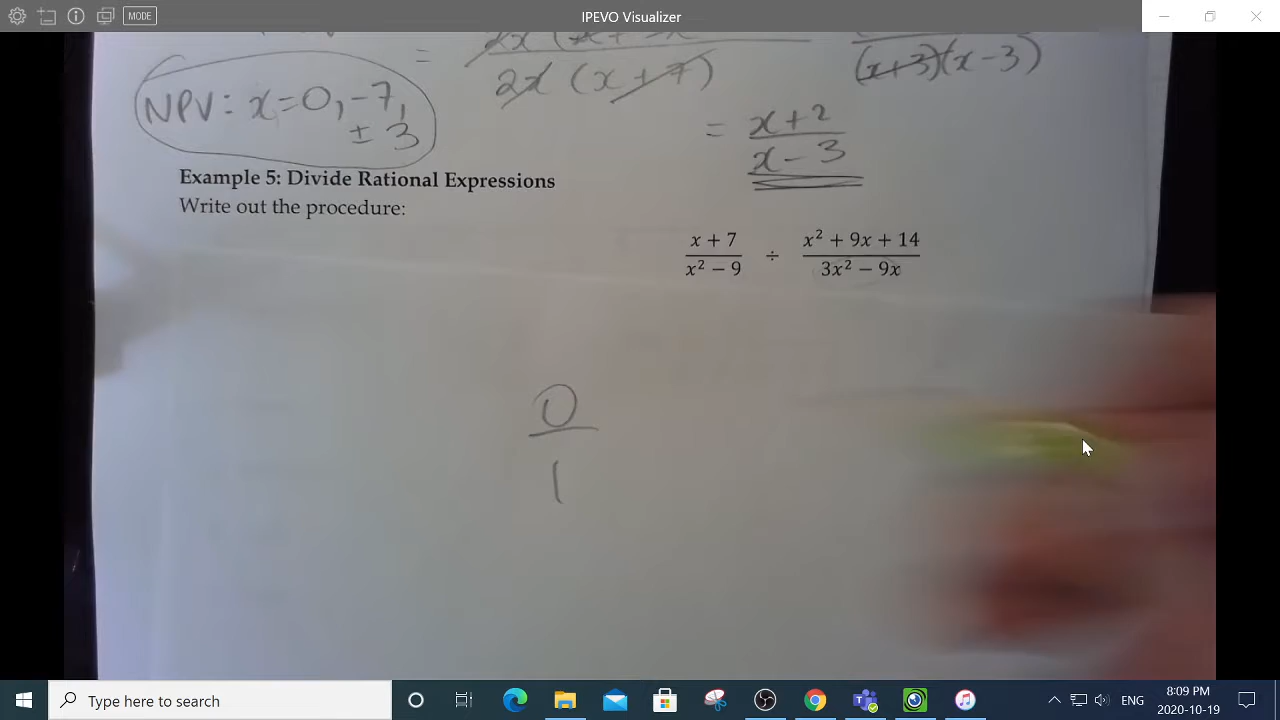 IPEVO Visualizer
MODE
=
2x (x+7)
(x+3)(x-3)
NPV: x=0, -7,
± 3
= x+2
x-3
Example 5: Divide Rational Expressions
Write out the procedure:
x + 7 ÷ x² + 9x + 14
x² − 9 3x² − 9x
0
1
Type here to search
ENG
8:09 PM
2020-10-19